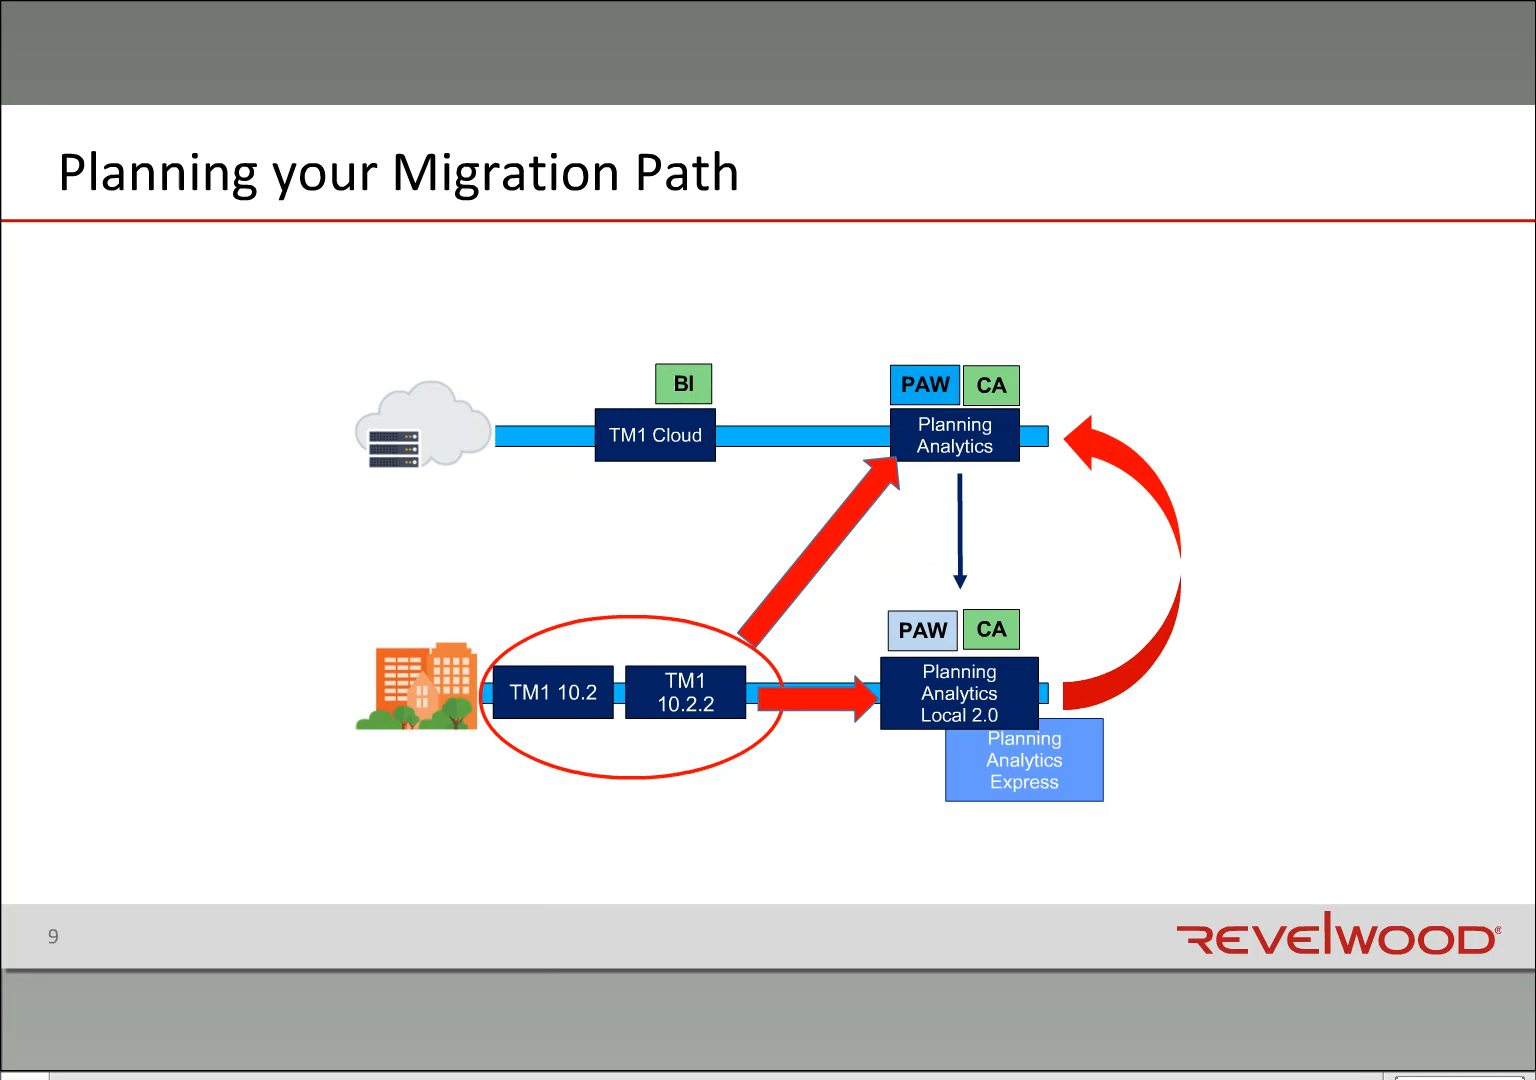 Planning your Migration Path
BI
PAW
CA
TM1 Cloud
Planning
Analytics
PAW
CA
TM1 10.2
TM1
10.2.2
Planning
Analytics
Local 2.0
Planning
Analytics
Express
9
REVELWOOD®